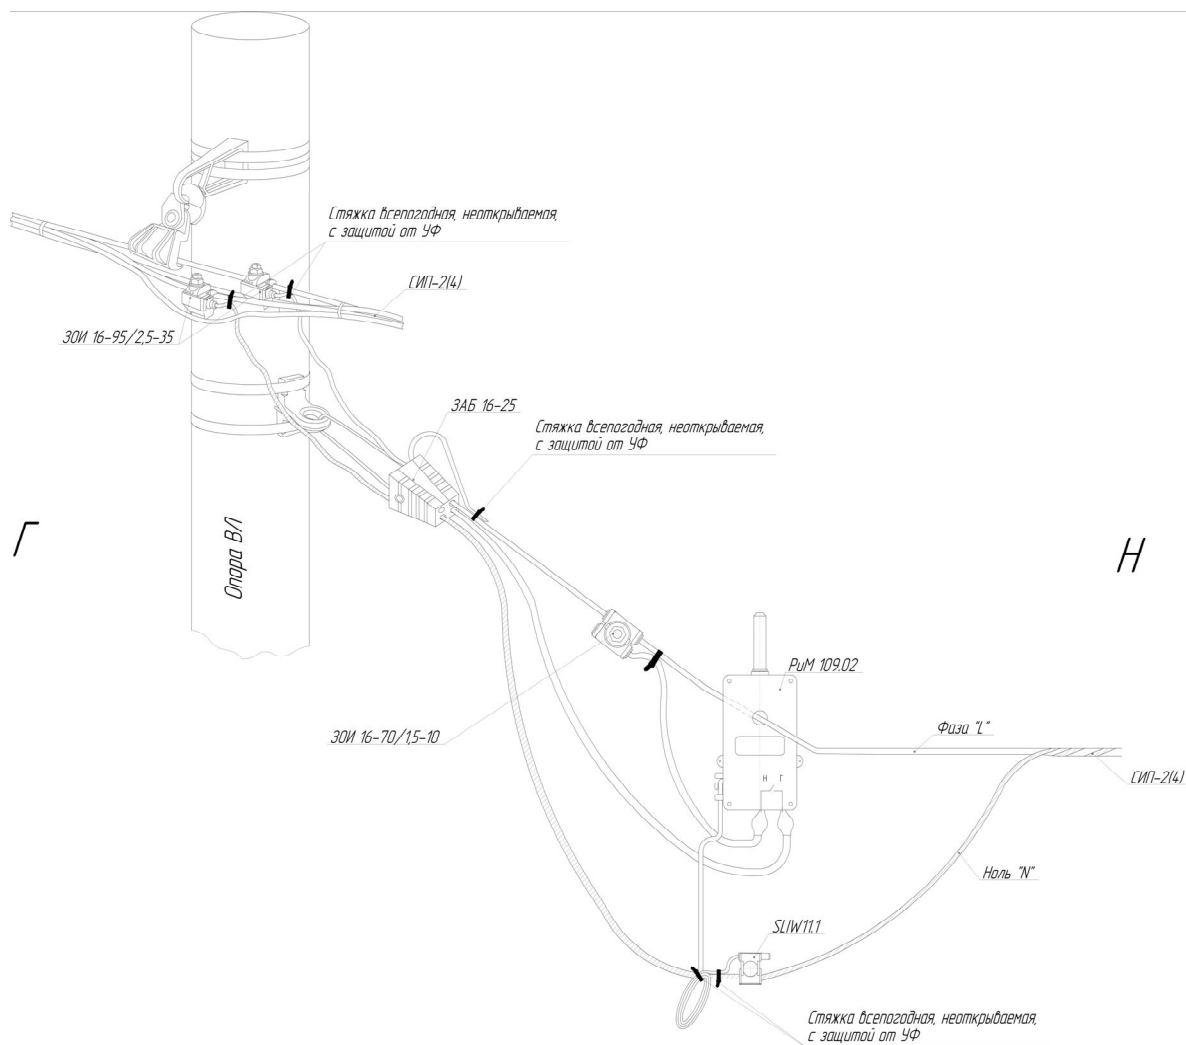 Стяжка всепогодная, неоткрываемая,
с защитой от УФ
СИП-2(4)
ЗОИ 16-95/2,5-35
ЗАБ 16-25
Стяжка всепогодная, неоткрываемая,
с защитой от УФ
Г
Опора ВЛ
Н
РиМ 109.02
ЗОИ 16-70/1,5-10
Фаза "L"
СИП-2(4)
Н Г
Ноль "N"
SLIW11.1
Стяжка всепогодная, неоткрываемая,
с защитой от УФ